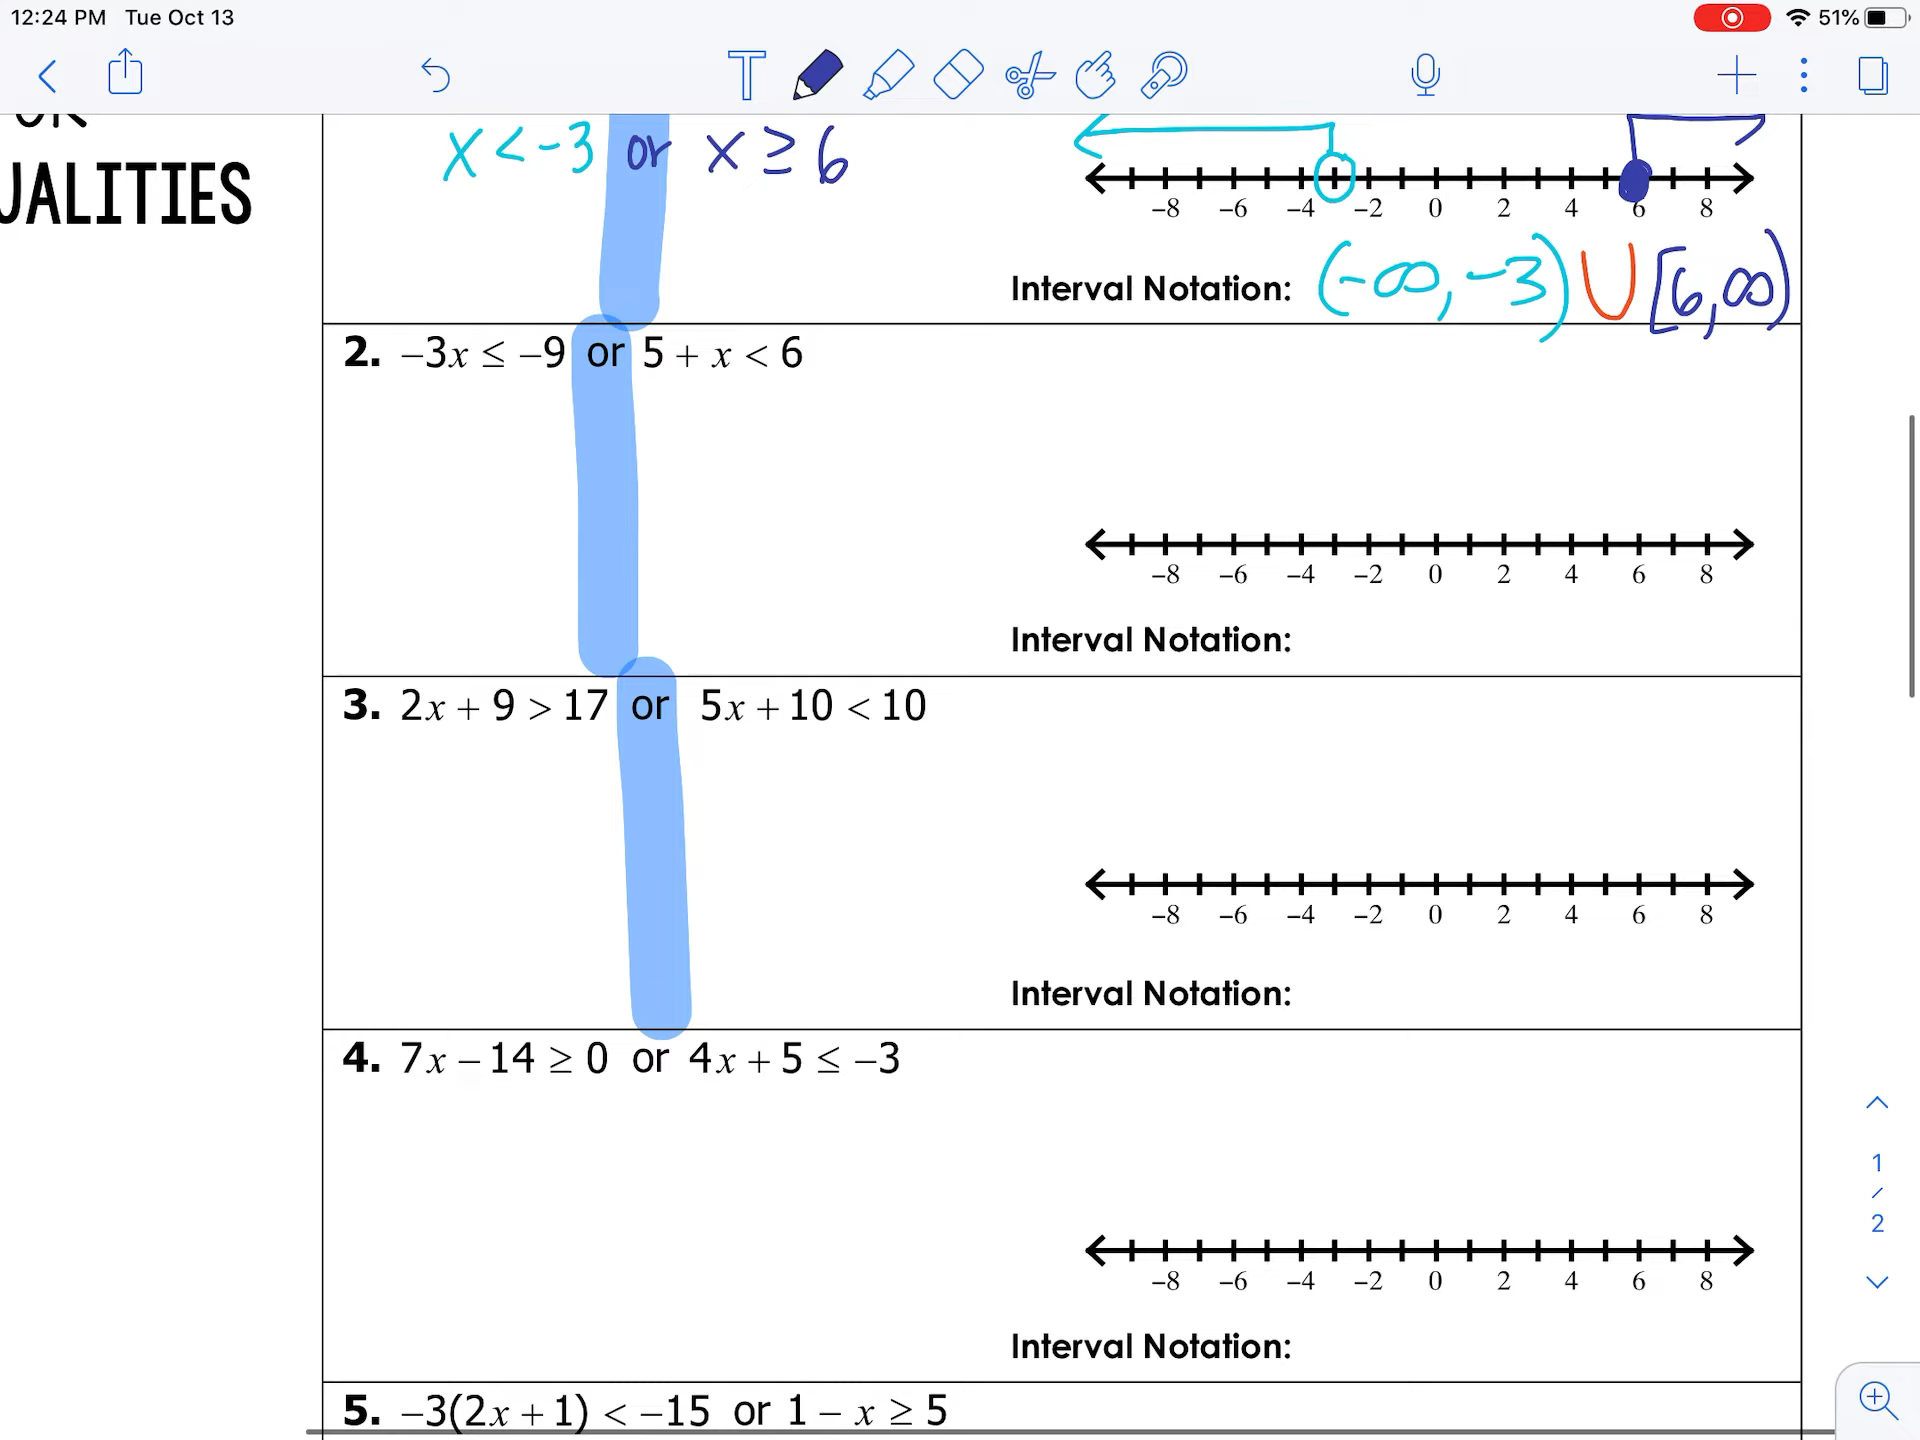 12:24 PM Tue Oct 13
51%
T
UALITIES
x < -3 or x ≥ 6
-8 -6 -4 -2 0 2 4 6 8
Interval Notation: (-∞, -3) ∪ [6, ∞)
2. −3x ≤ −9 or 5 + x < 6
-8 -6 -4 -2 0 2 4 6 8
Interval Notation:
3. 2x + 9 > 17 or 5x + 10 < 10
-8 -6 -4 -2 0 2 4 6 8
Interval Notation:
4. 7x − 14 ≥ 0 or 4x + 5 ≤ −3
-8 -6 -4 -2 0 2 4 6 8
Interval Notation:
1
/
2
5. −3(2x + 1) < −15 or 1 − x ≥ 5